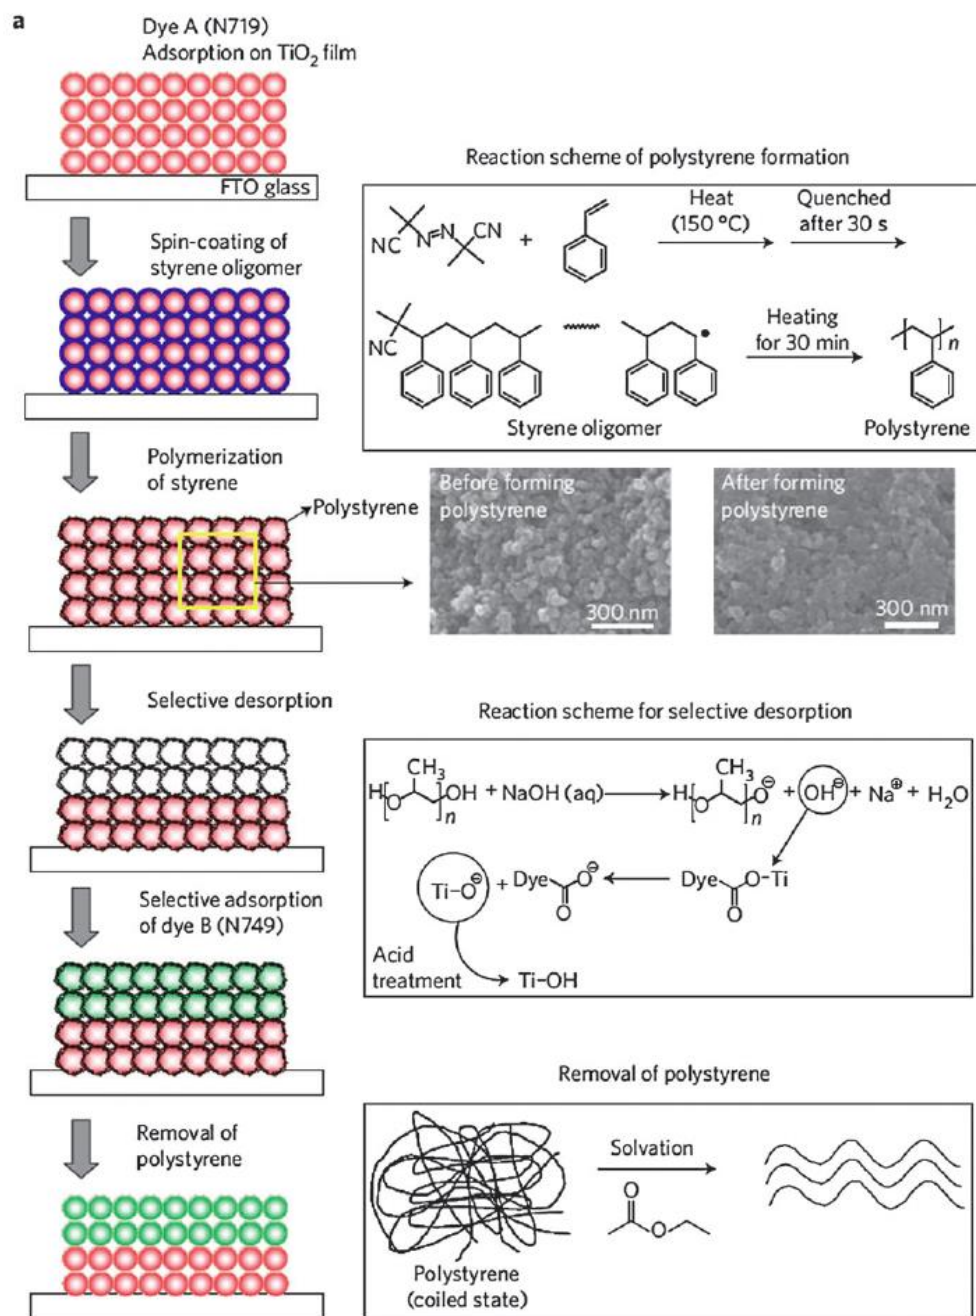 a
Dye A (N719)
Adsorption on TiO₂ film
FTO glass
Spin-coating of
styrene oligomer
Polymerization
of styrene
Polystyrene
Selective desorption
Selective adsorption
of dye B (N749)
Removal of
polystyrene
Reaction scheme of polystyrene formation
NC N=N CN + Heat (150 °C) Quenched after 30 s
NC Heating for 30 min n
Styrene oligomer Polystyrene
Before forming
polystyrene
300 nm
After forming
polystyrene
300 nm
Reaction scheme for selective desorption
CH₃ CH₃
H[O OH]n + NaOH (aq) H[O O⊖]n + OH⊖ + Na⊕ + H₂O
Ti–O⊖ + Dye O⊖ O Dye O–Ti O
Acid
treatment
Ti–OH
Removal of polystyrene
Solvation
O
O
Polystyrene
(coiled state)